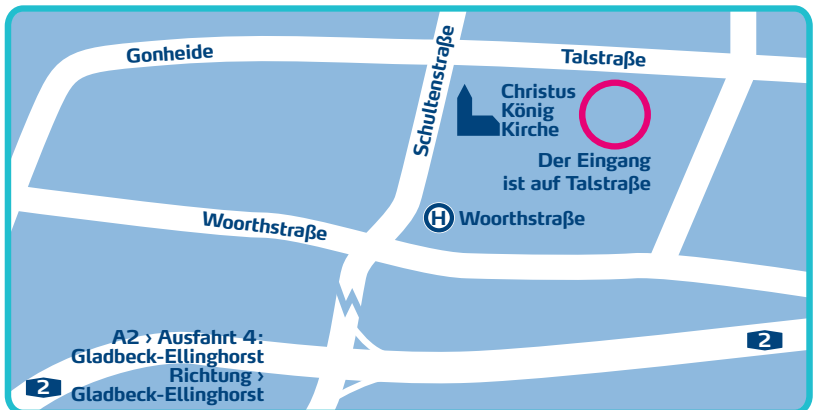 Gonheide
Schultenstraße
Talstraße
Christus
König
Kirche
Der Eingang
ist auf Talstraße
H Woorthstraße
Woorthstraße
A2 › Ausfahrt 4:
Gladbeck-Ellinghorst
Richtung ›
Gladbeck-Ellinghorst
2
2